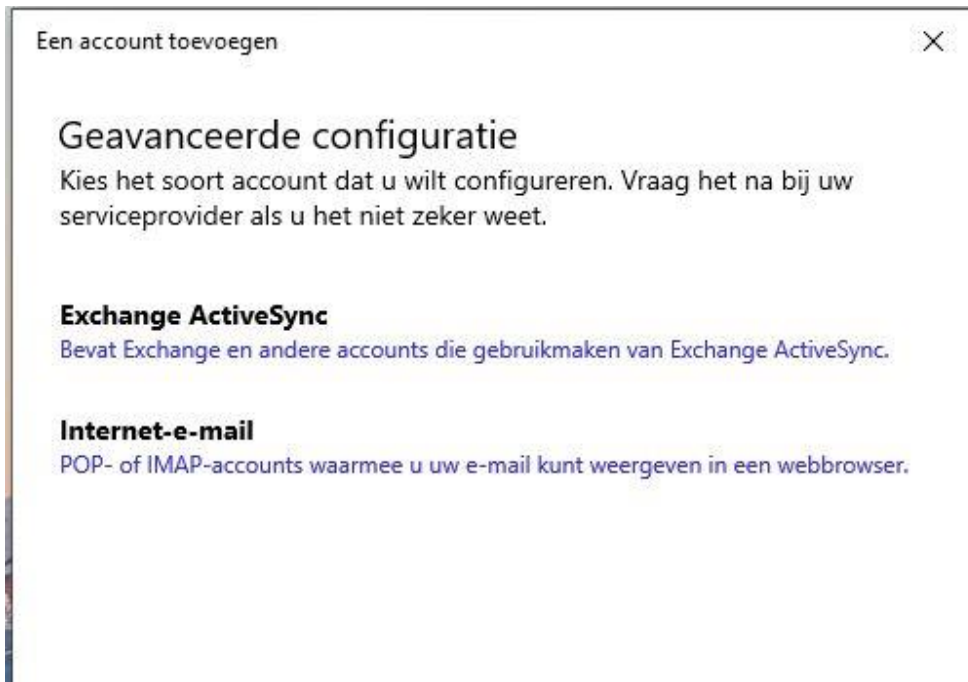 Een account toevoegen
Geavanceerde configuratie
Kies het soort account dat u wilt configureren. Vraag het na bij uw
serviceprovider als u het niet zeker weet.
Exchange ActiveSync
Bevat Exchange en andere accounts die gebruikmaken van Exchange ActiveSync.
Internet-e-mail
POP- of IMAP-accounts waarmee u uw e-mail kunt weergeven in een webbrowser.